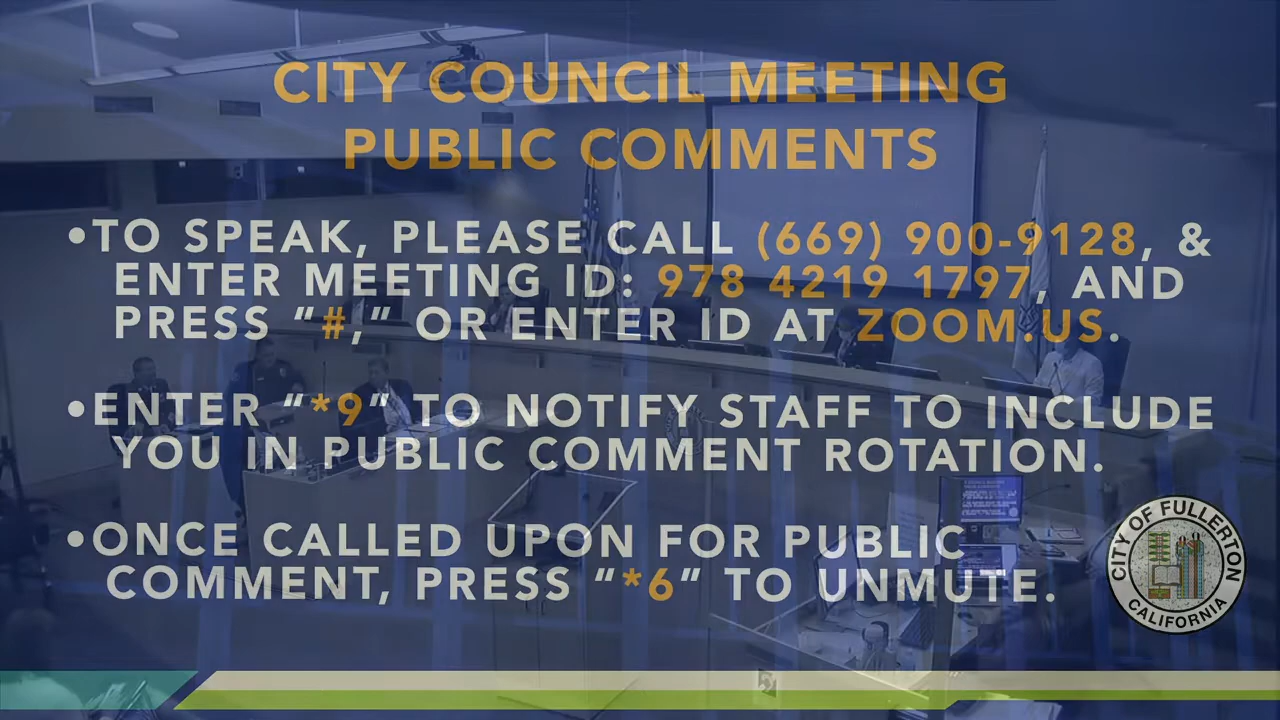 CITY COUNCIL MEETING
PUBLIC COMMENTS
•TO SPEAK, PLEASE CALL (669) 900-9128, &
ENTER MEETING ID: 978 4219 1797, AND
PRESS "#," OR ENTER ID AT ZOOM.US.
•ENTER "*9" TO NOTIFY STAFF TO INCLUDE
YOU IN PUBLIC COMMENT ROTATION.
•ONCE CALLED UPON FOR PUBLIC
COMMENT, PRESS "*6" TO UNMUTE.
CITY OF FULLERTON
CALIFORNIA